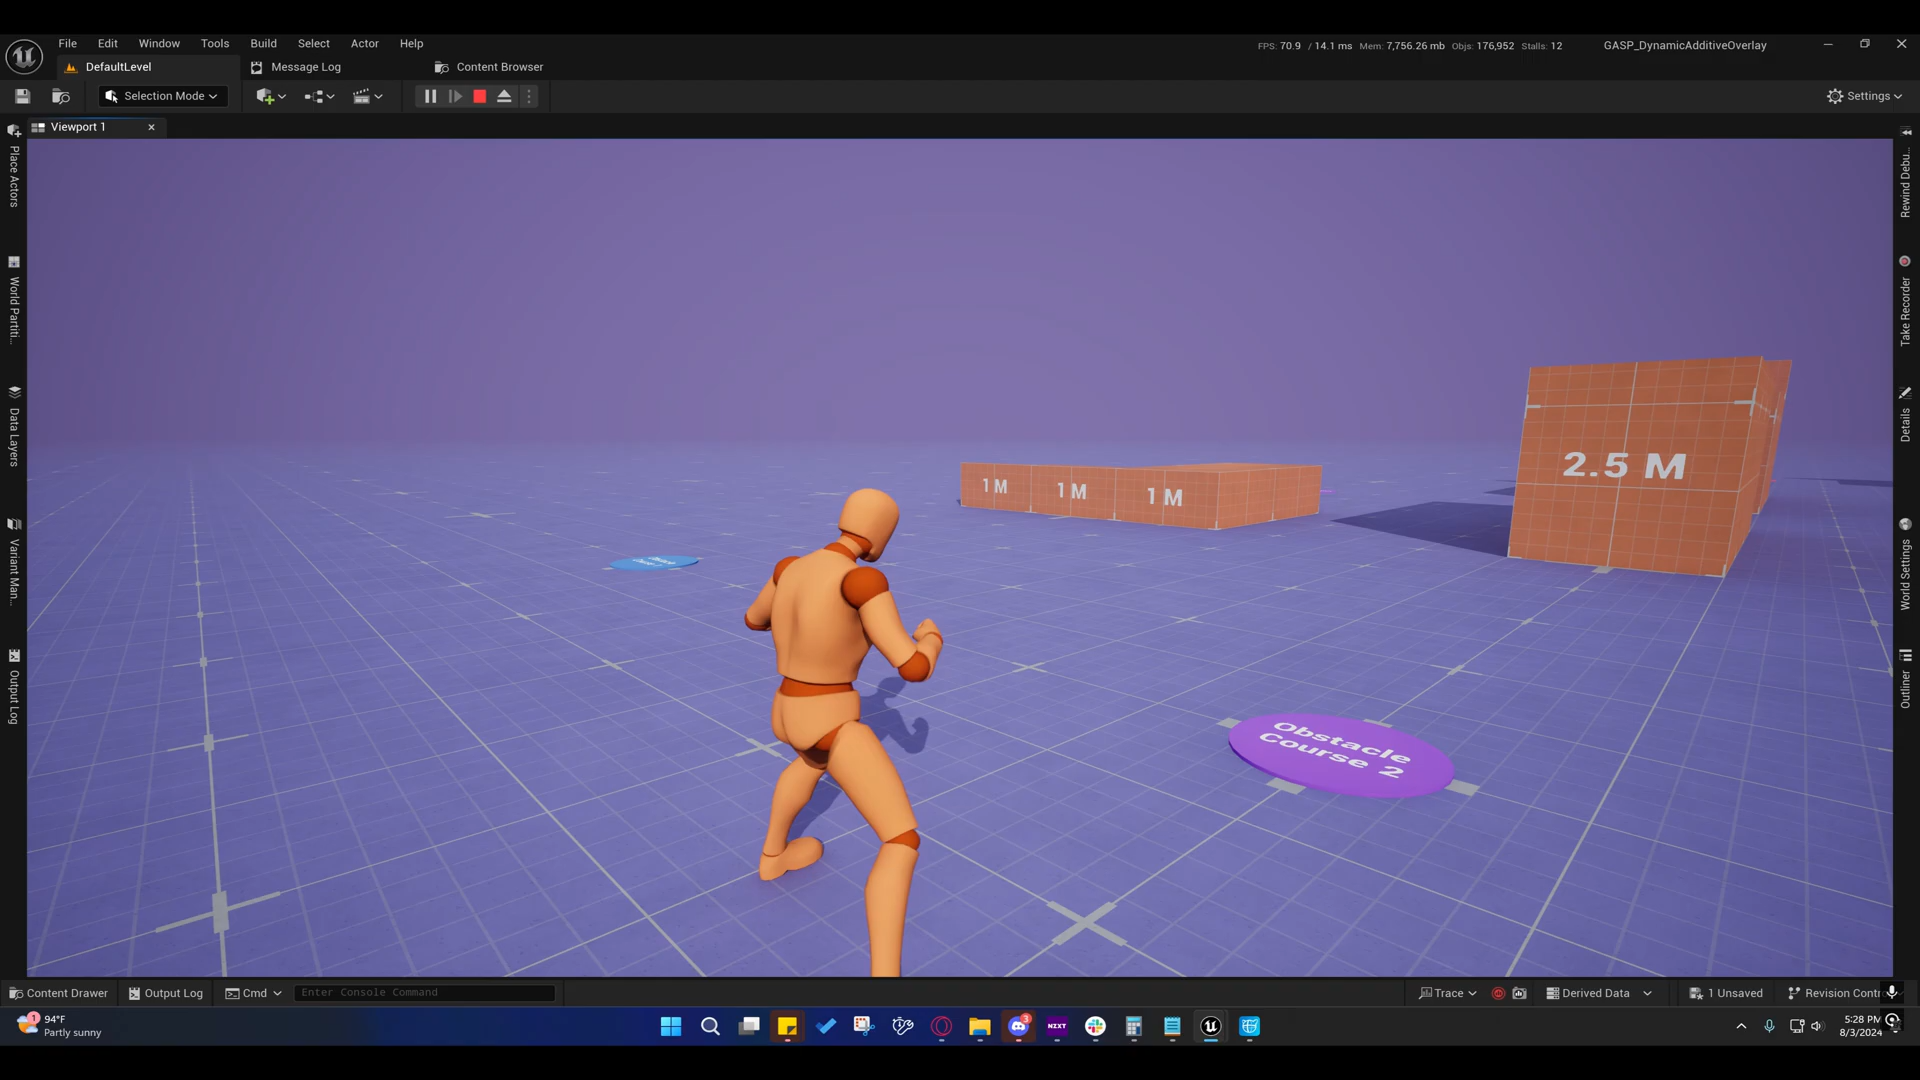 File Edit Window Tools Build Select Actor Help
FPS: 70.9 / 14.1 ms Mem: 7,756.26 mb Objs: 176,952 Stalls: 12
GASP_DynamicAdditiveOverlay
DefaultLevel
Message Log
Content Browser
Selection Mode
Settings
Viewport 1
Place Actors
World Partiti...
Data Layers
Variant Man...
Output Log
Rewind Debu...
Take Recorder
Details
World Settings
Outliner
1 M
1 M
1 M
2.5 M
Obstacle
Course 2
Content Drawer
Output Log
Cmd
Enter Console Command
Trace
Derived Data
1 Unsaved
Revision Contr
1
94°F
Partly sunny
3
NZXT
5:28 PM
8/3/2024